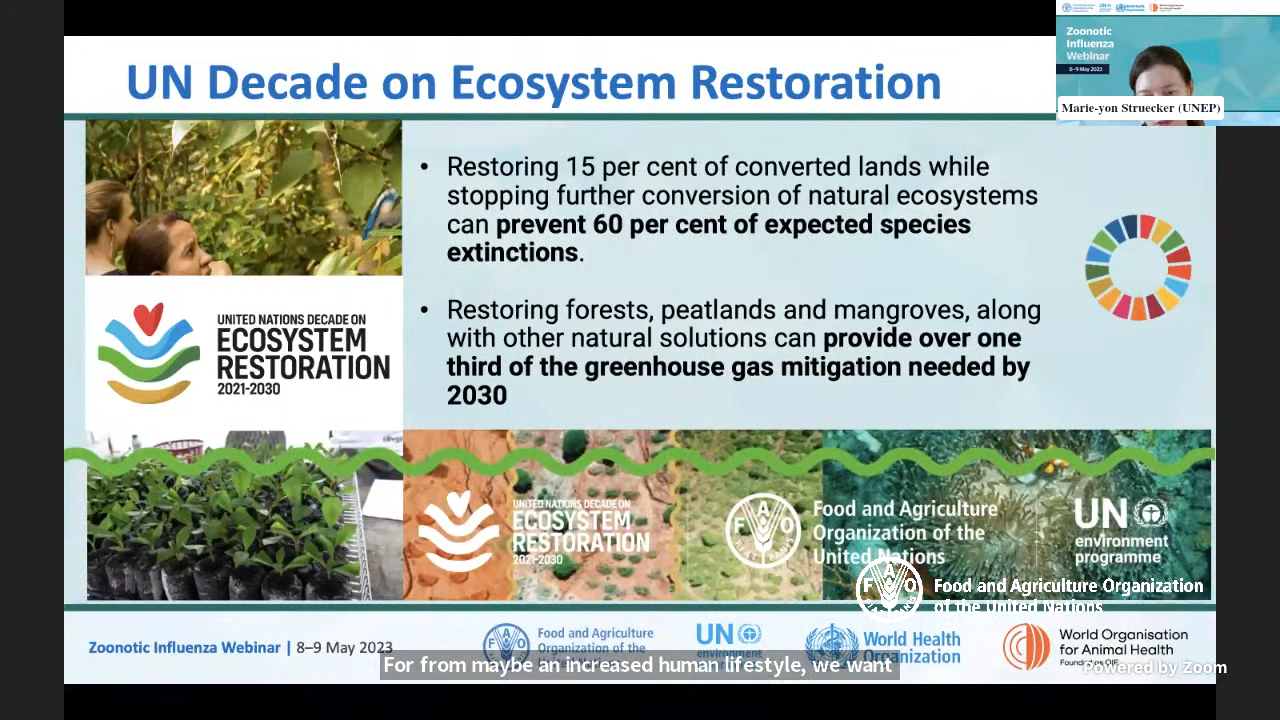 UN Decade on Ecosystem Restoration
Zoonotic
Influenza
Webinar
8–9 May 2023
Marie-yon Struecker (UNEP)
• Restoring 15 per cent of converted lands while
stopping further conversion of natural ecosystems
can prevent 60 per cent of expected species
extinctions.
• Restoring forests, peatlands and mangroves, along
with other natural solutions can provide over one
third of the greenhouse gas mitigation needed by
2030
UNITED NATIONS DECADE ON
ECOSYSTEM
RESTORATION
2021-2030
UNITED NATIONS DECADE ON
ECOSYSTEM
RESTORATION
2021-2030
FAO
Food and Agriculture
Organization of the
United Nations
UN
environment
programme
FAO
Food and Agriculture Organization
of the United Nations
Zoonotic Influenza Webinar | 8–9 May 2023
FAO
Food and Agriculture
UN
World Health
Organization
World Organisation
for Animal Health
Founded as OIE
For from maybe an increased human lifestyle, we want
Powered by Zoom